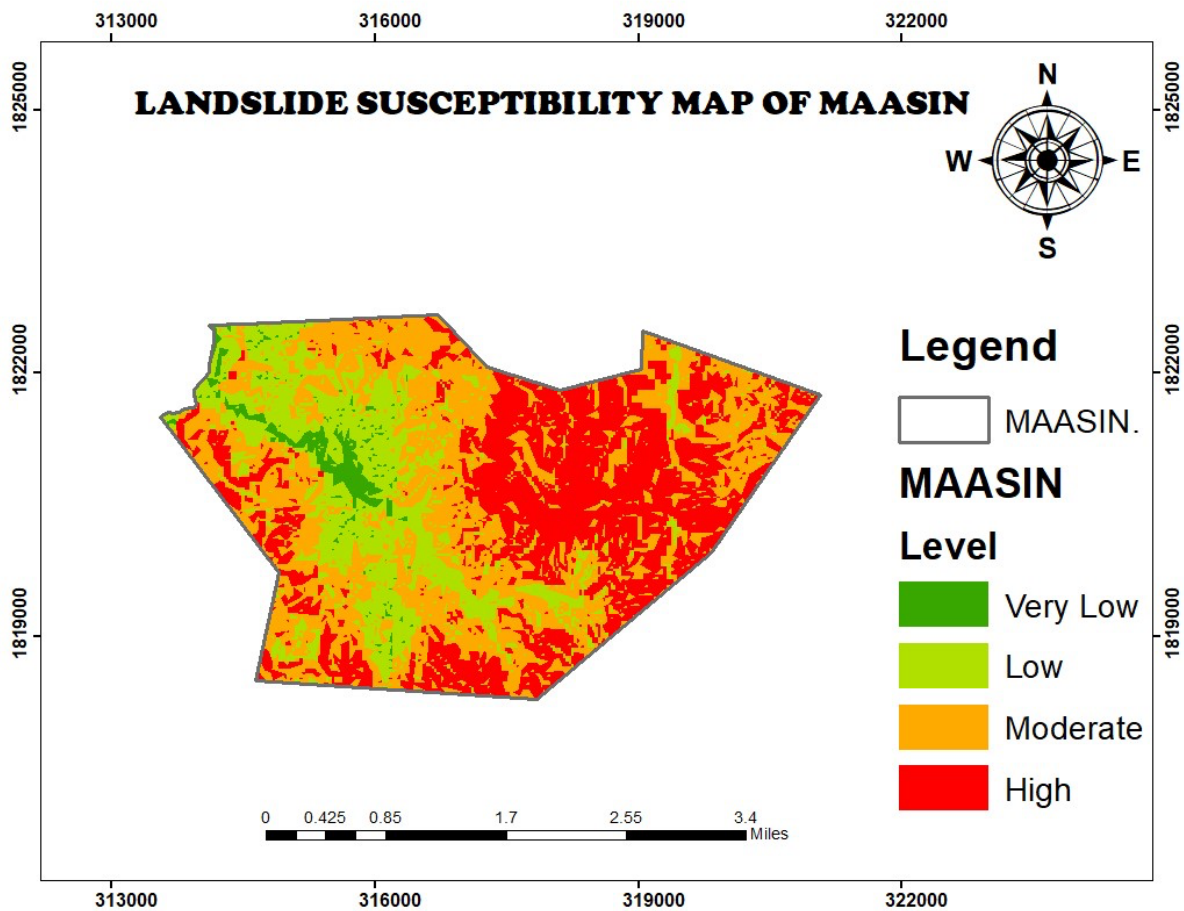 313000 316000 319000 322000
1825000 1825000
LANDSLIDE SUSCEPTIBILITY MAP OF MAASIN
N
W E
S
1822000 1822000
Legend
MAASIN.
MAASIN
Level
Very Low
1819000 1819000
Low
Moderate
High
0 0.425 0.85 1.7 2.55 3.4
Miles
313000 316000 319000 322000